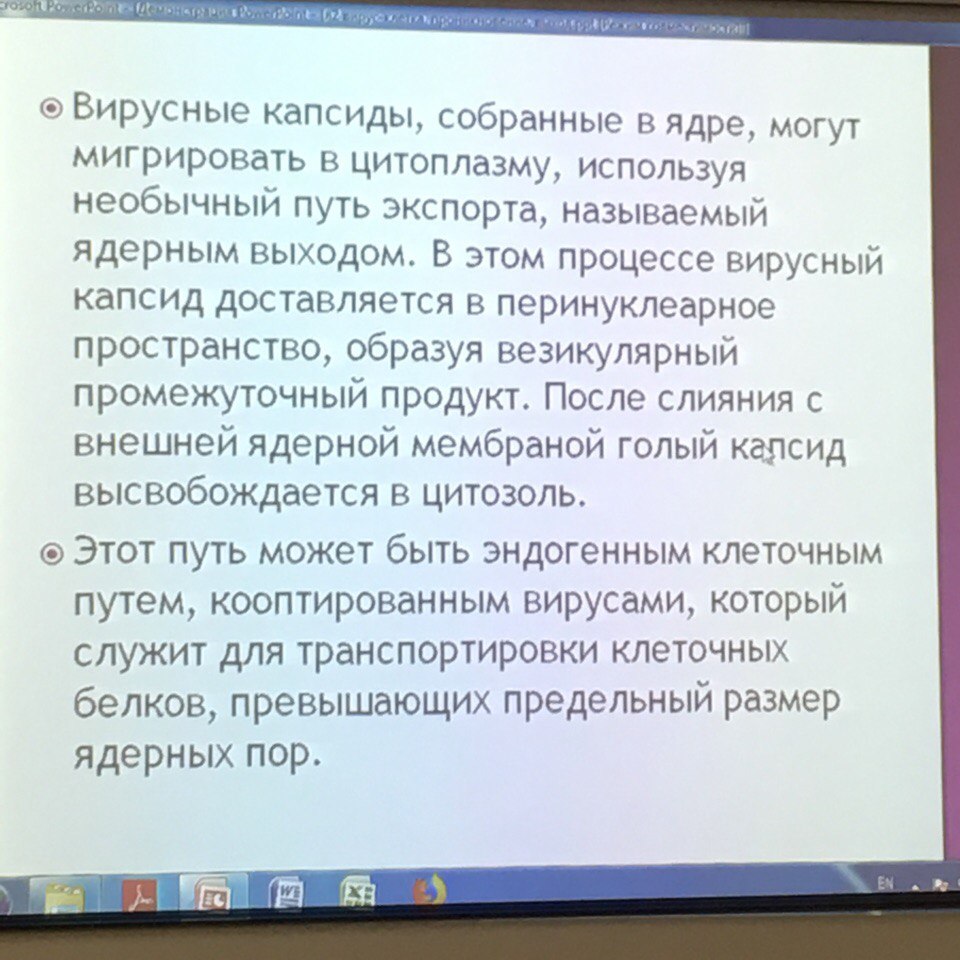 crosoft PowerPoint - [Демонстрация PowerPoint -
Вирусные капсиды, собранные в ядре, могут
мигрировать в цитоплазму, используя
необычный путь экспорта, называемый
ядерным выходом. В этом процессе вирусный
капсид доставляется в перинуклеарное
пространство, образуя везикулярный
промежуточный продукт. После слияния с
внешней ядерной мембраной голый капсид
высвобождается в цитозоль.
Этот путь может быть эндогенным клеточным
путем, кооптированным вирусами, который
служит для транспортировки клеточных
белков, превышающих предельный размер
ядерных пор.
EN